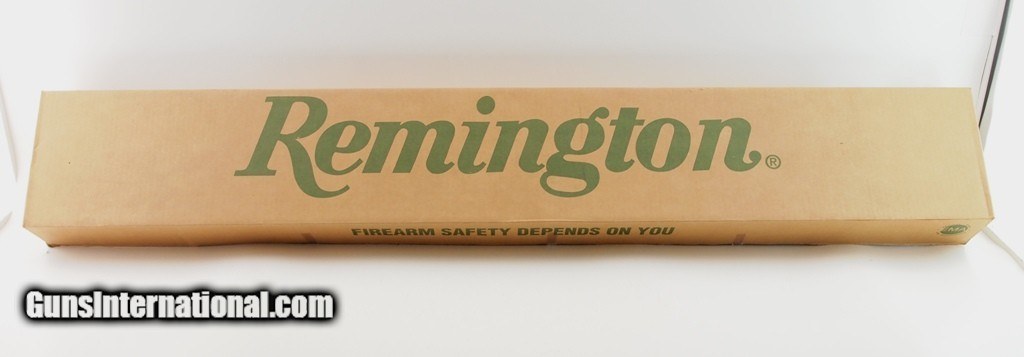 Remington®
FIREARM SAFETY DEPENDS ON YOU
GunsInternational.com